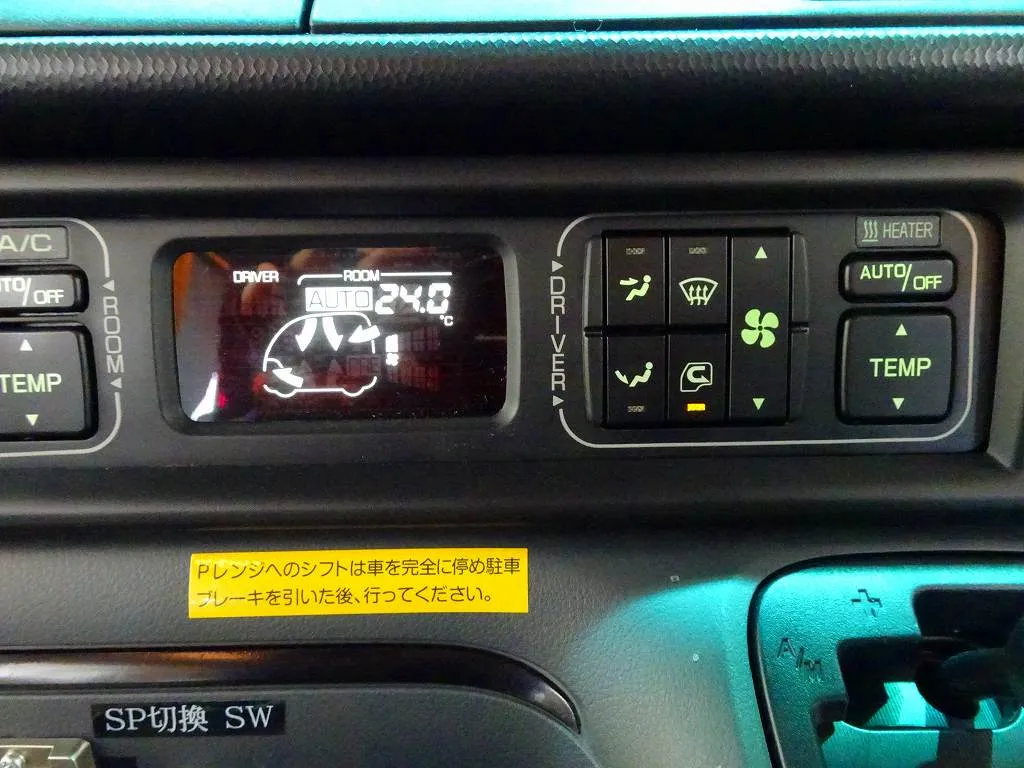 A/C
AUTO/OFF
TEMP
ROOM
DRIVER
ROOM
AUTO 24.0
°C
DRIVER
HEATER
AUTO/OFF
TEMP
Pレンジへのシフトは車を完全に停め駐車
ブレーキを引いた後、行ってください。
A/M
SP切換 SW